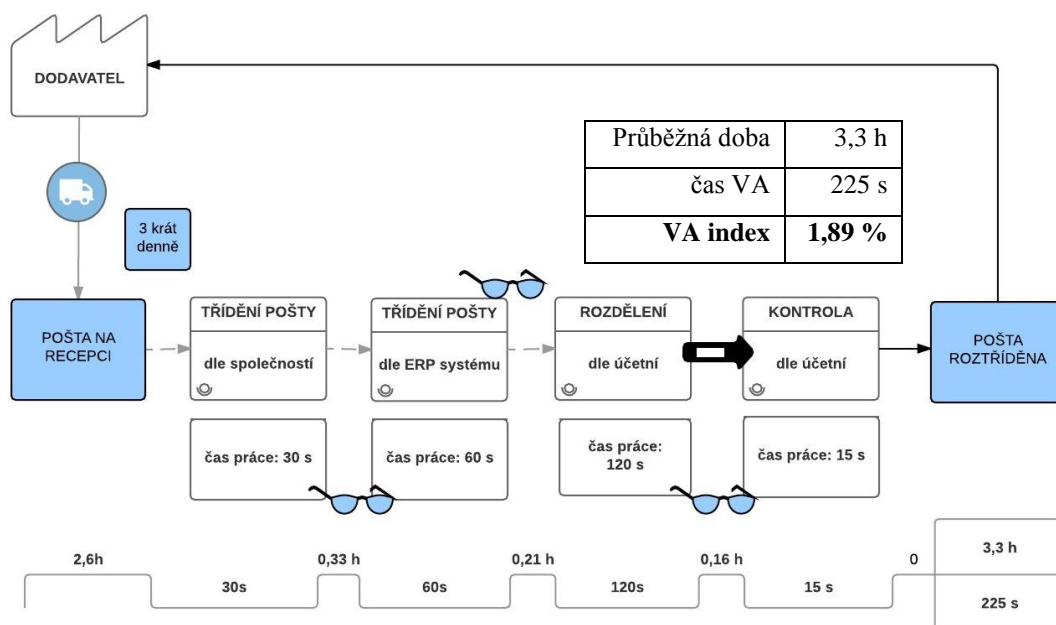 DODAVATEL
Průběžná doba 3,3 h
čas VA 225 s
VA index 1,89 %
3 krát
denně
POŠTA NA
RECEPCI
TŘÍDĚNÍ POŠTY
dle společností
TŘÍDĚNÍ POŠTY
dle ERP systému
ROZDĚLENÍ
dle účetní
KONTROLA
dle účetní
POŠTA
ROZTŘÍDĚNA
čas práce: 30 s
čas práce: 60 s
čas práce:
120 s
čas práce: 15 s
2,6h
30s
0,33 h
60s
0,21 h
120s
0,16 h
15 s
0
3,3 h
225 s